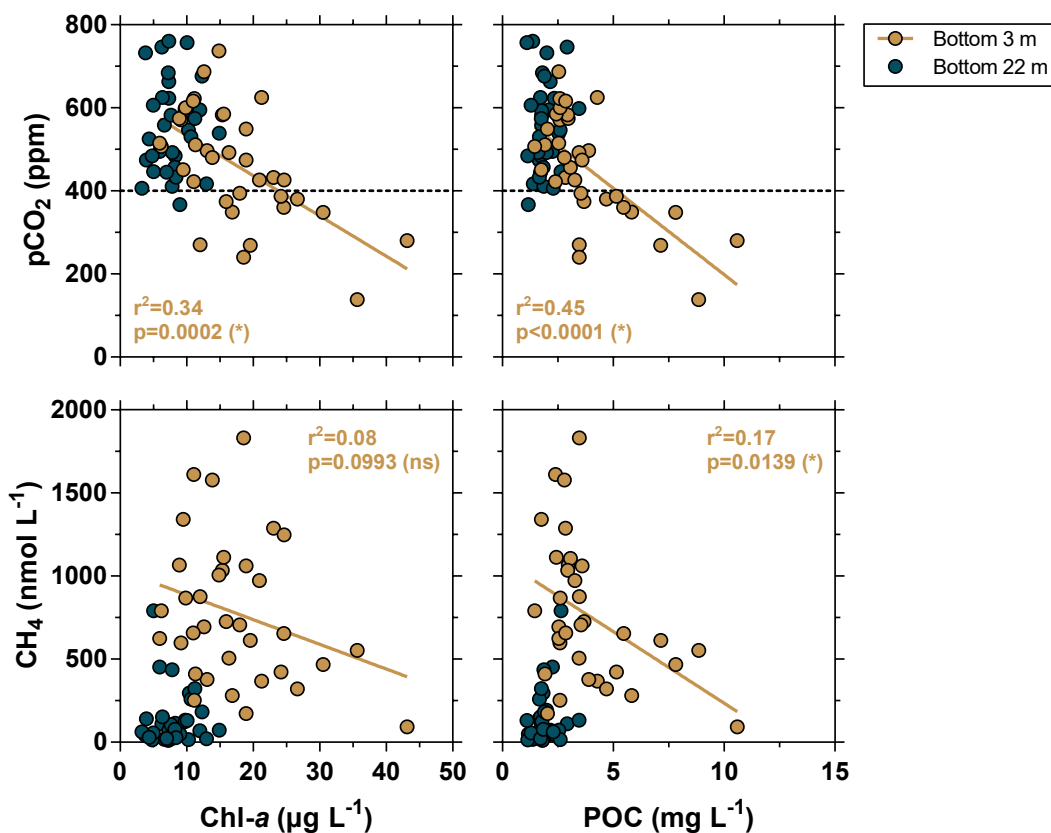 Bottom 3 m
Bottom 22 m
pCO2 (ppm)
800
600
400
200
0
r2=0.34
p=0.0002 (*)
r2=0.45
p<0.0001 (*)
CH4 (nmol L-1)
2000
1500
1000
500
0
r2=0.08
p=0.0993 (ns)
r2=0.17
p=0.0139 (*)
0 10 20 30 40 50
0 5 10 15
Chl-a (µg L-1)
POC (mg L-1)